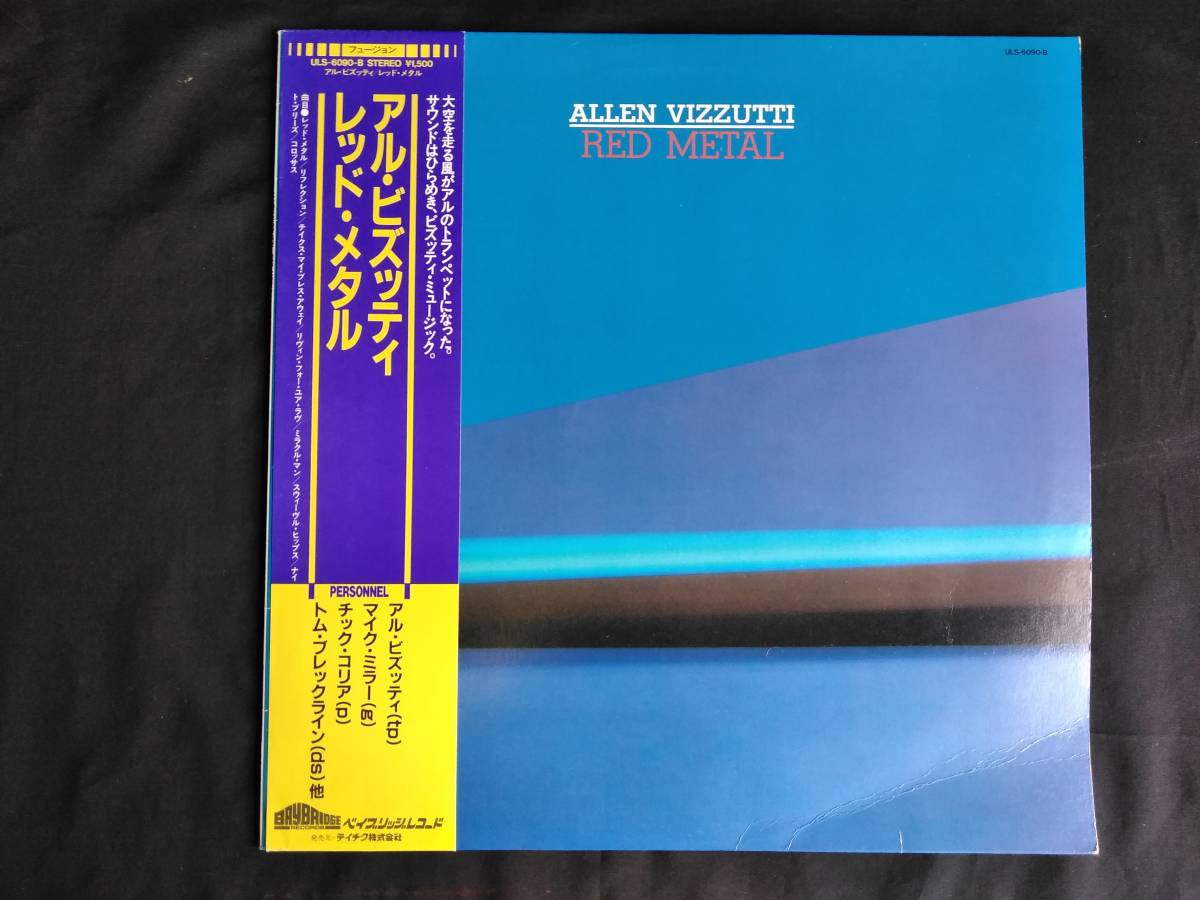 フュージョン
ULS-6090-B STEREO ¥1,500
アル・ビズッティ/レッド・メタル
大空を走る風がアルのトランペットになった。
サウンドはひらめき、ビズッティ・ミュージック。
アル・ビズッティ
レッド・メタル
曲目●レッド・メタル/リフレクション/テイクス・マイ・ブレス・アウェイ/リヴィン・フォー・ユア・ラヴ/ミラクル・マン/スウィーヴル・ヒップス/ナイ
ト・ブリーズ/コロッサス
PERSONNEL
アル・ビズッティ(tp)
マイク・ミラー(g)
チック・コリア(p)
トム・ブレックライン(ds)他
BAYBRIDGE
RECORDS
ベイブリッジ・レコード
発売元・テイチク株式会社
ULS-6090-B
ALLEN VIZZUTTI
RED METAL